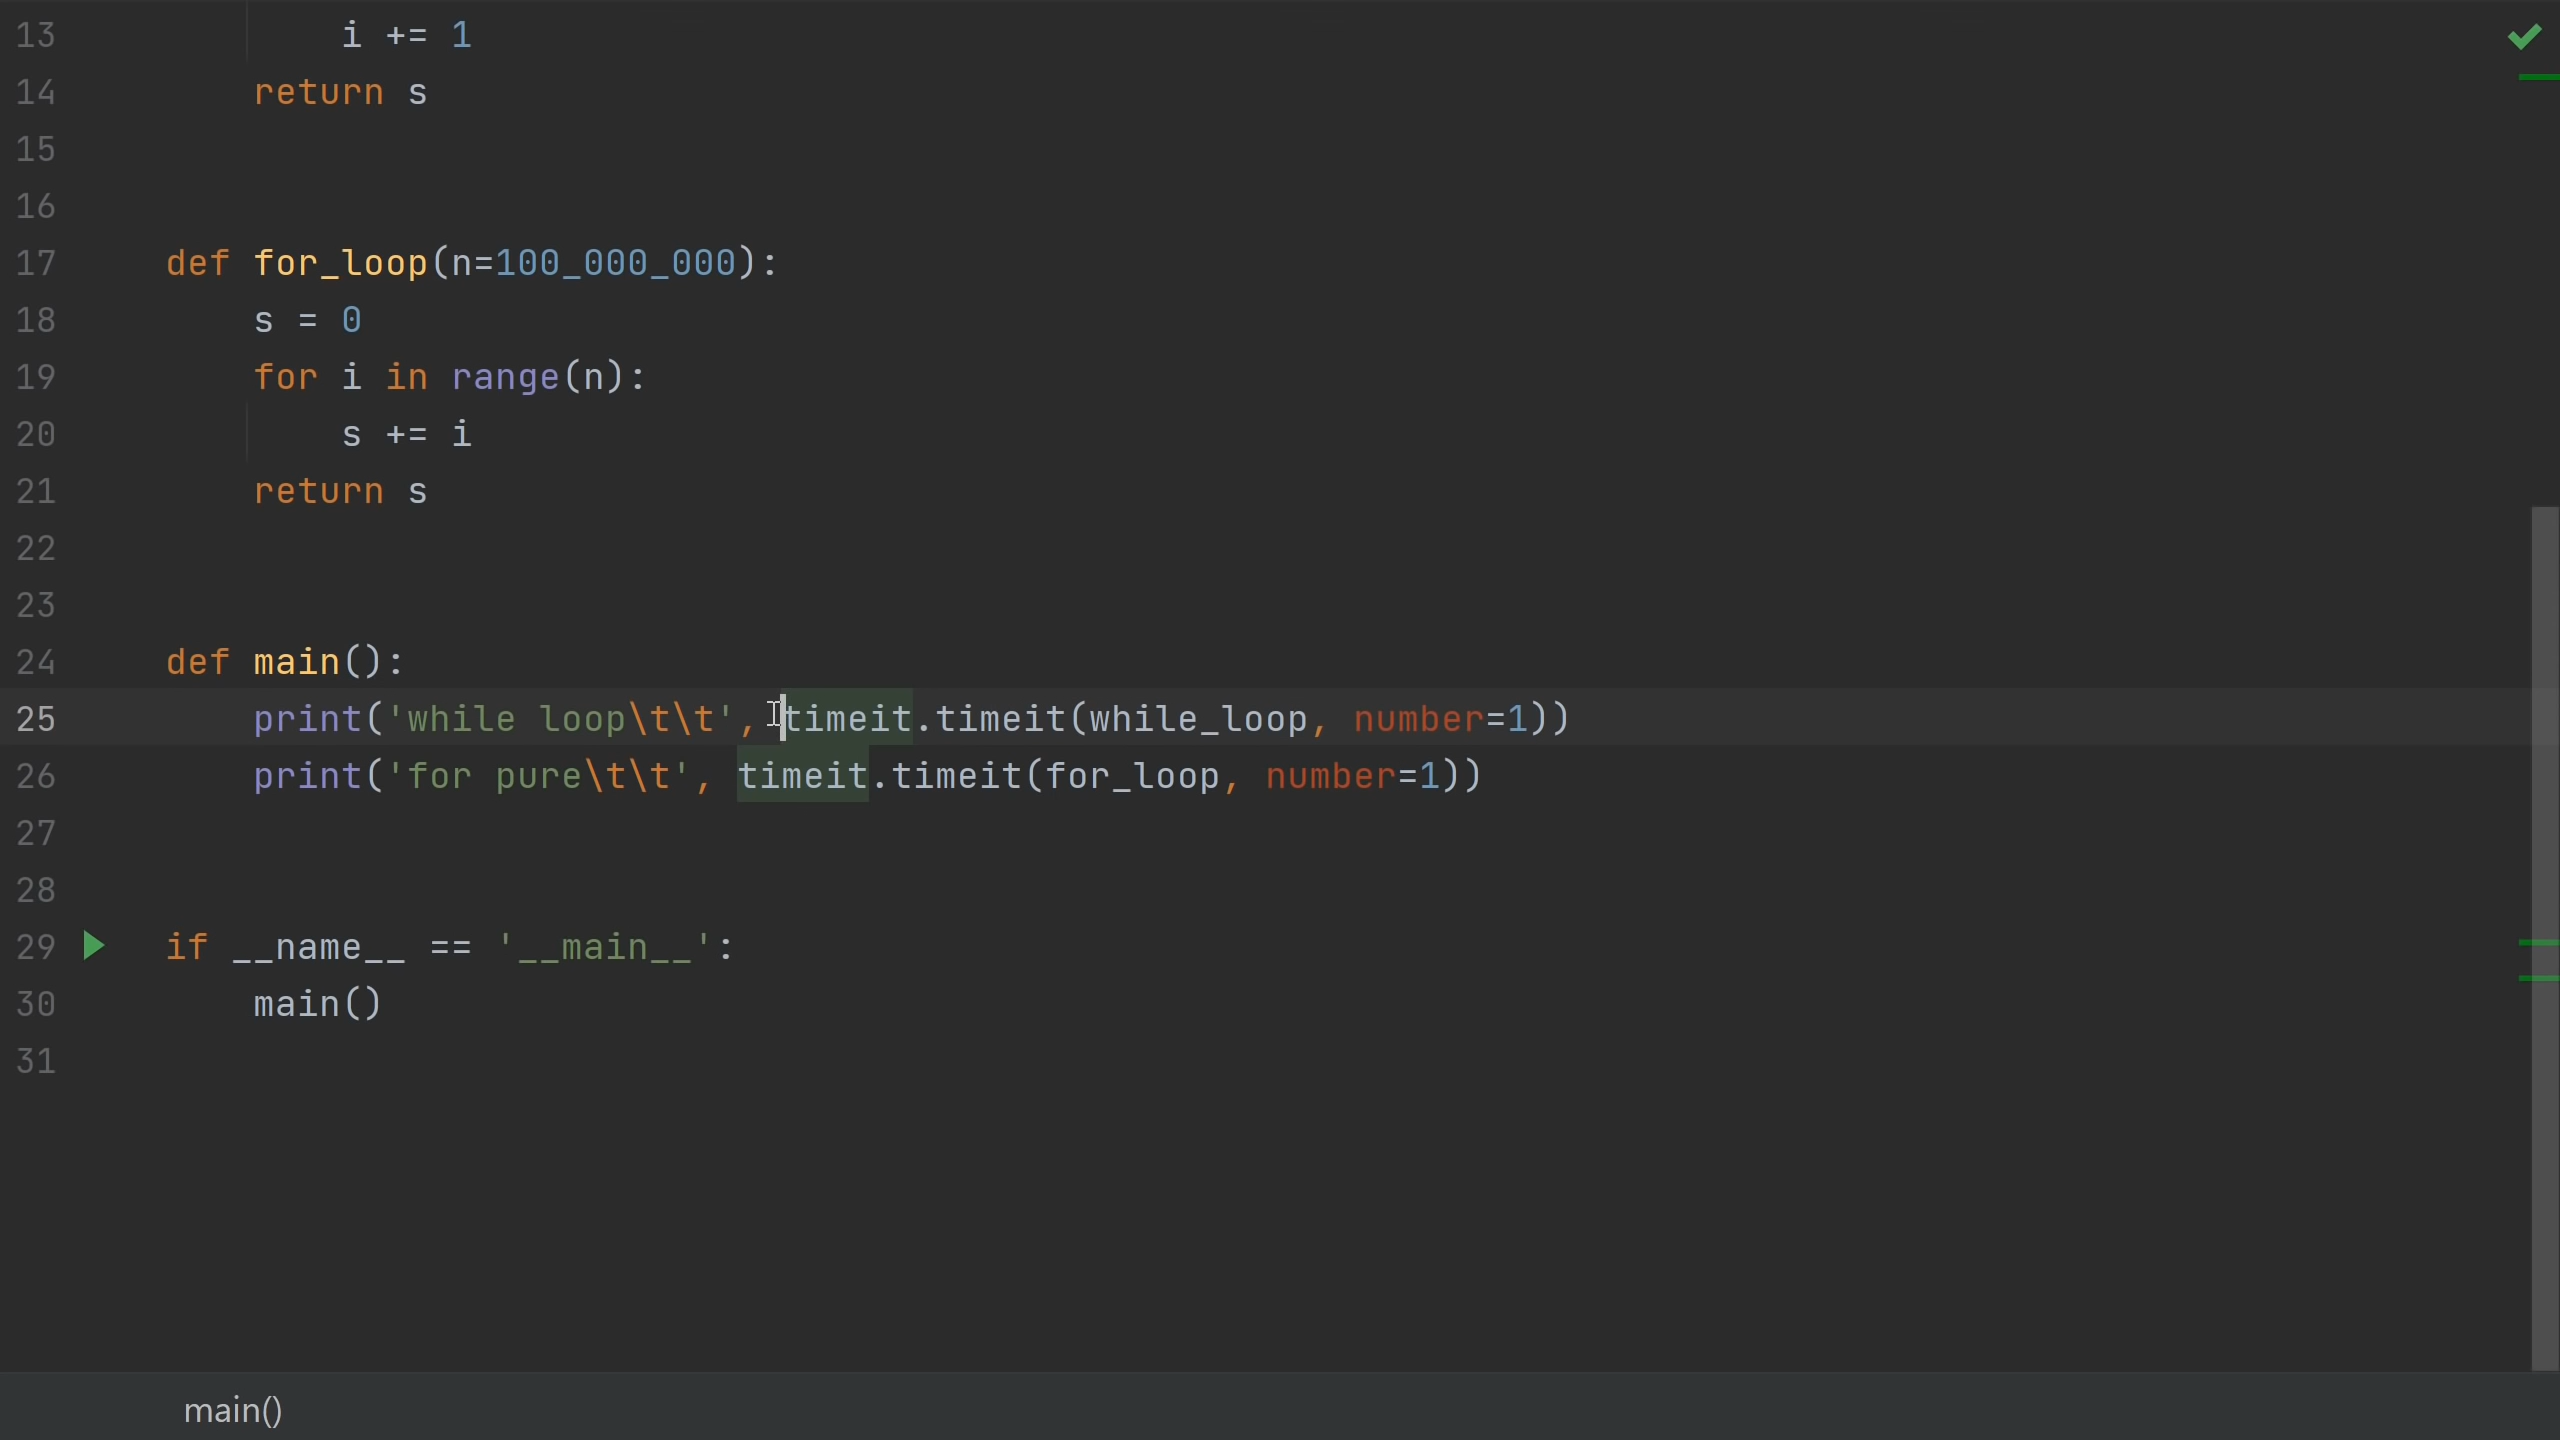 13 i += 1
14 return s
15
16
17 def for_loop(n=100_000_000):
18 s = 0
19 for i in range(n):
20 s += i
21 return s
22
23
24 def main():
25 print('while loop\t\t', timeit.timeit(while_loop, number=1))
26 print('for pure\t\t', timeit.timeit(for_loop, number=1))
27
28
29 if __name__ == '__main__':
30 main()
31
main()